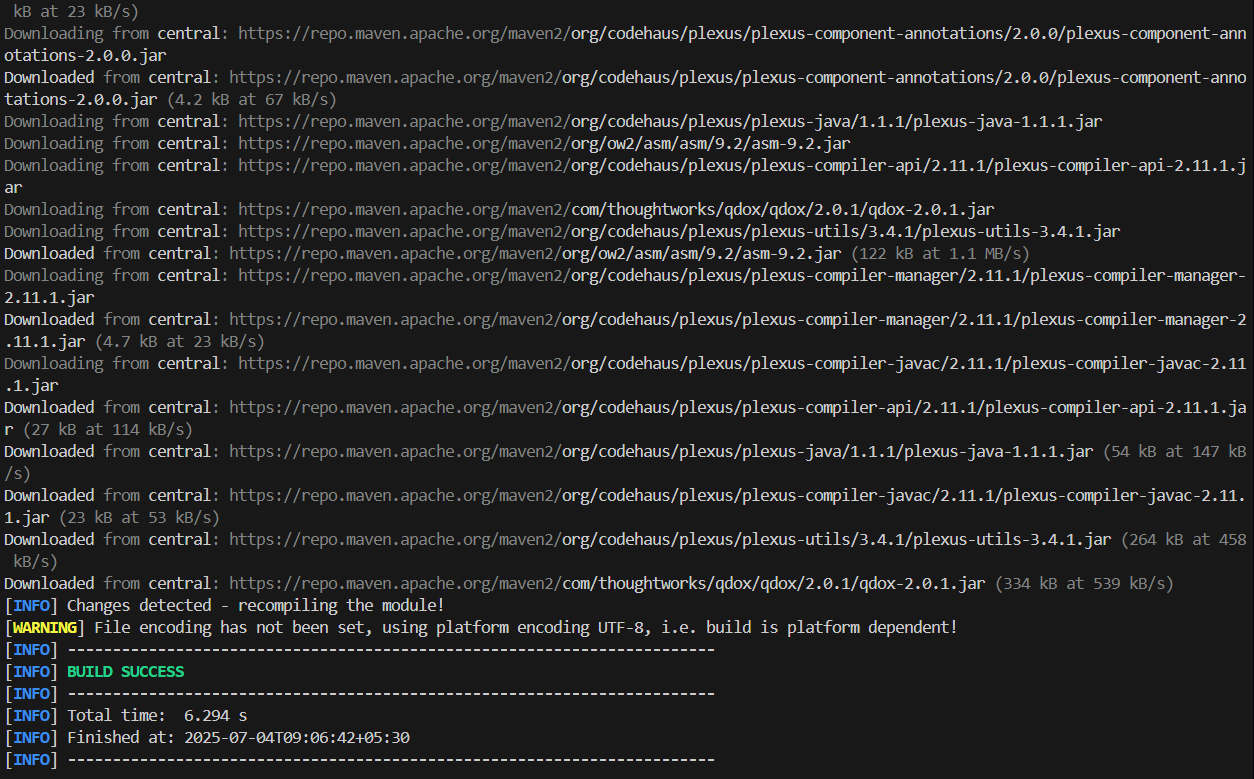 kB at 23 kB/s)
Downloading from central: https://repo.maven.apache.org/maven2/org/codehaus/plexus/plexus-component-annotations/2.0.0/plexus-component-ann
otations-2.0.0.jar
Downloaded from central: https://repo.maven.apache.org/maven2/org/codehaus/plexus/plexus-component-annotations/2.0.0/plexus-component-anno
tations-2.0.0.jar (4.2 kB at 67 kB/s)
Downloading from central: https://repo.maven.apache.org/maven2/org/codehaus/plexus/plexus-java/1.1.1/plexus-java-1.1.1.jar
Downloading from central: https://repo.maven.apache.org/maven2/org/ow2/asm/asm/9.2/asm-9.2.jar
Downloading from central: https://repo.maven.apache.org/maven2/org/codehaus/plexus/plexus-compiler-api/2.11.1/plexus-compiler-api-2.11.1.j
ar
Downloading from central: https://repo.maven.apache.org/maven2/com/thoughtworks/qdox/qdox/2.0.1/qdox-2.0.1.jar
Downloading from central: https://repo.maven.apache.org/maven2/org/codehaus/plexus/plexus-utils/3.4.1/plexus-utils-3.4.1.jar
Downloaded from central: https://repo.maven.apache.org/maven2/org/ow2/asm/asm/9.2/asm-9.2.jar (122 kB at 1.1 MB/s)
Downloading from central: https://repo.maven.apache.org/maven2/org/codehaus/plexus/plexus-compiler-manager/2.11.1/plexus-compiler-manager-
2.11.1.jar
Downloaded from central: https://repo.maven.apache.org/maven2/org/codehaus/plexus/plexus-compiler-manager/2.11.1/plexus-compiler-manager-2
.11.1.jar (4.7 kB at 23 kB/s)
Downloading from central: https://repo.maven.apache.org/maven2/org/codehaus/plexus/plexus-compiler-javac/2.11.1/plexus-compiler-javac-2.11
.1.jar
Downloaded from central: https://repo.maven.apache.org/maven2/org/codehaus/plexus/plexus-compiler-api/2.11.1/plexus-compiler-api-2.11.1.ja
r (27 kB at 114 kB/s)
Downloaded from central: https://repo.maven.apache.org/maven2/org/codehaus/plexus/plexus-java/1.1.1/plexus-java-1.1.1.jar (54 kB at 147 kB
/s)
Downloaded from central: https://repo.maven.apache.org/maven2/org/codehaus/plexus/plexus-compiler-javac/2.11.1/plexus-compiler-javac-2.11.
1.jar (23 kB at 53 kB/s)
Downloaded from central: https://repo.maven.apache.org/maven2/org/codehaus/plexus/plexus-utils/3.4.1/plexus-utils-3.4.1.jar (264 kB at 458
kB/s)
Downloaded from central: https://repo.maven.apache.org/maven2/com/thoughtworks/qdox/qdox/2.0.1/qdox-2.0.1.jar (334 kB at 539 kB/s)
[INFO] Changes detected - recompiling the module!
[WARNING] File encoding has not been set, using platform encoding UTF-8, i.e. build is platform dependent!
[INFO] ------------------------------------------------------------------------
[INFO] BUILD SUCCESS
[INFO] ------------------------------------------------------------------------
[INFO] Total time:  6.294 s
[INFO] Finished at: 2025-07-04T09:06:42+05:30
[INFO] ------------------------------------------------------------------------